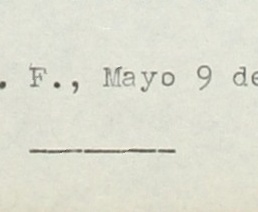 . F., Mayo 9 de